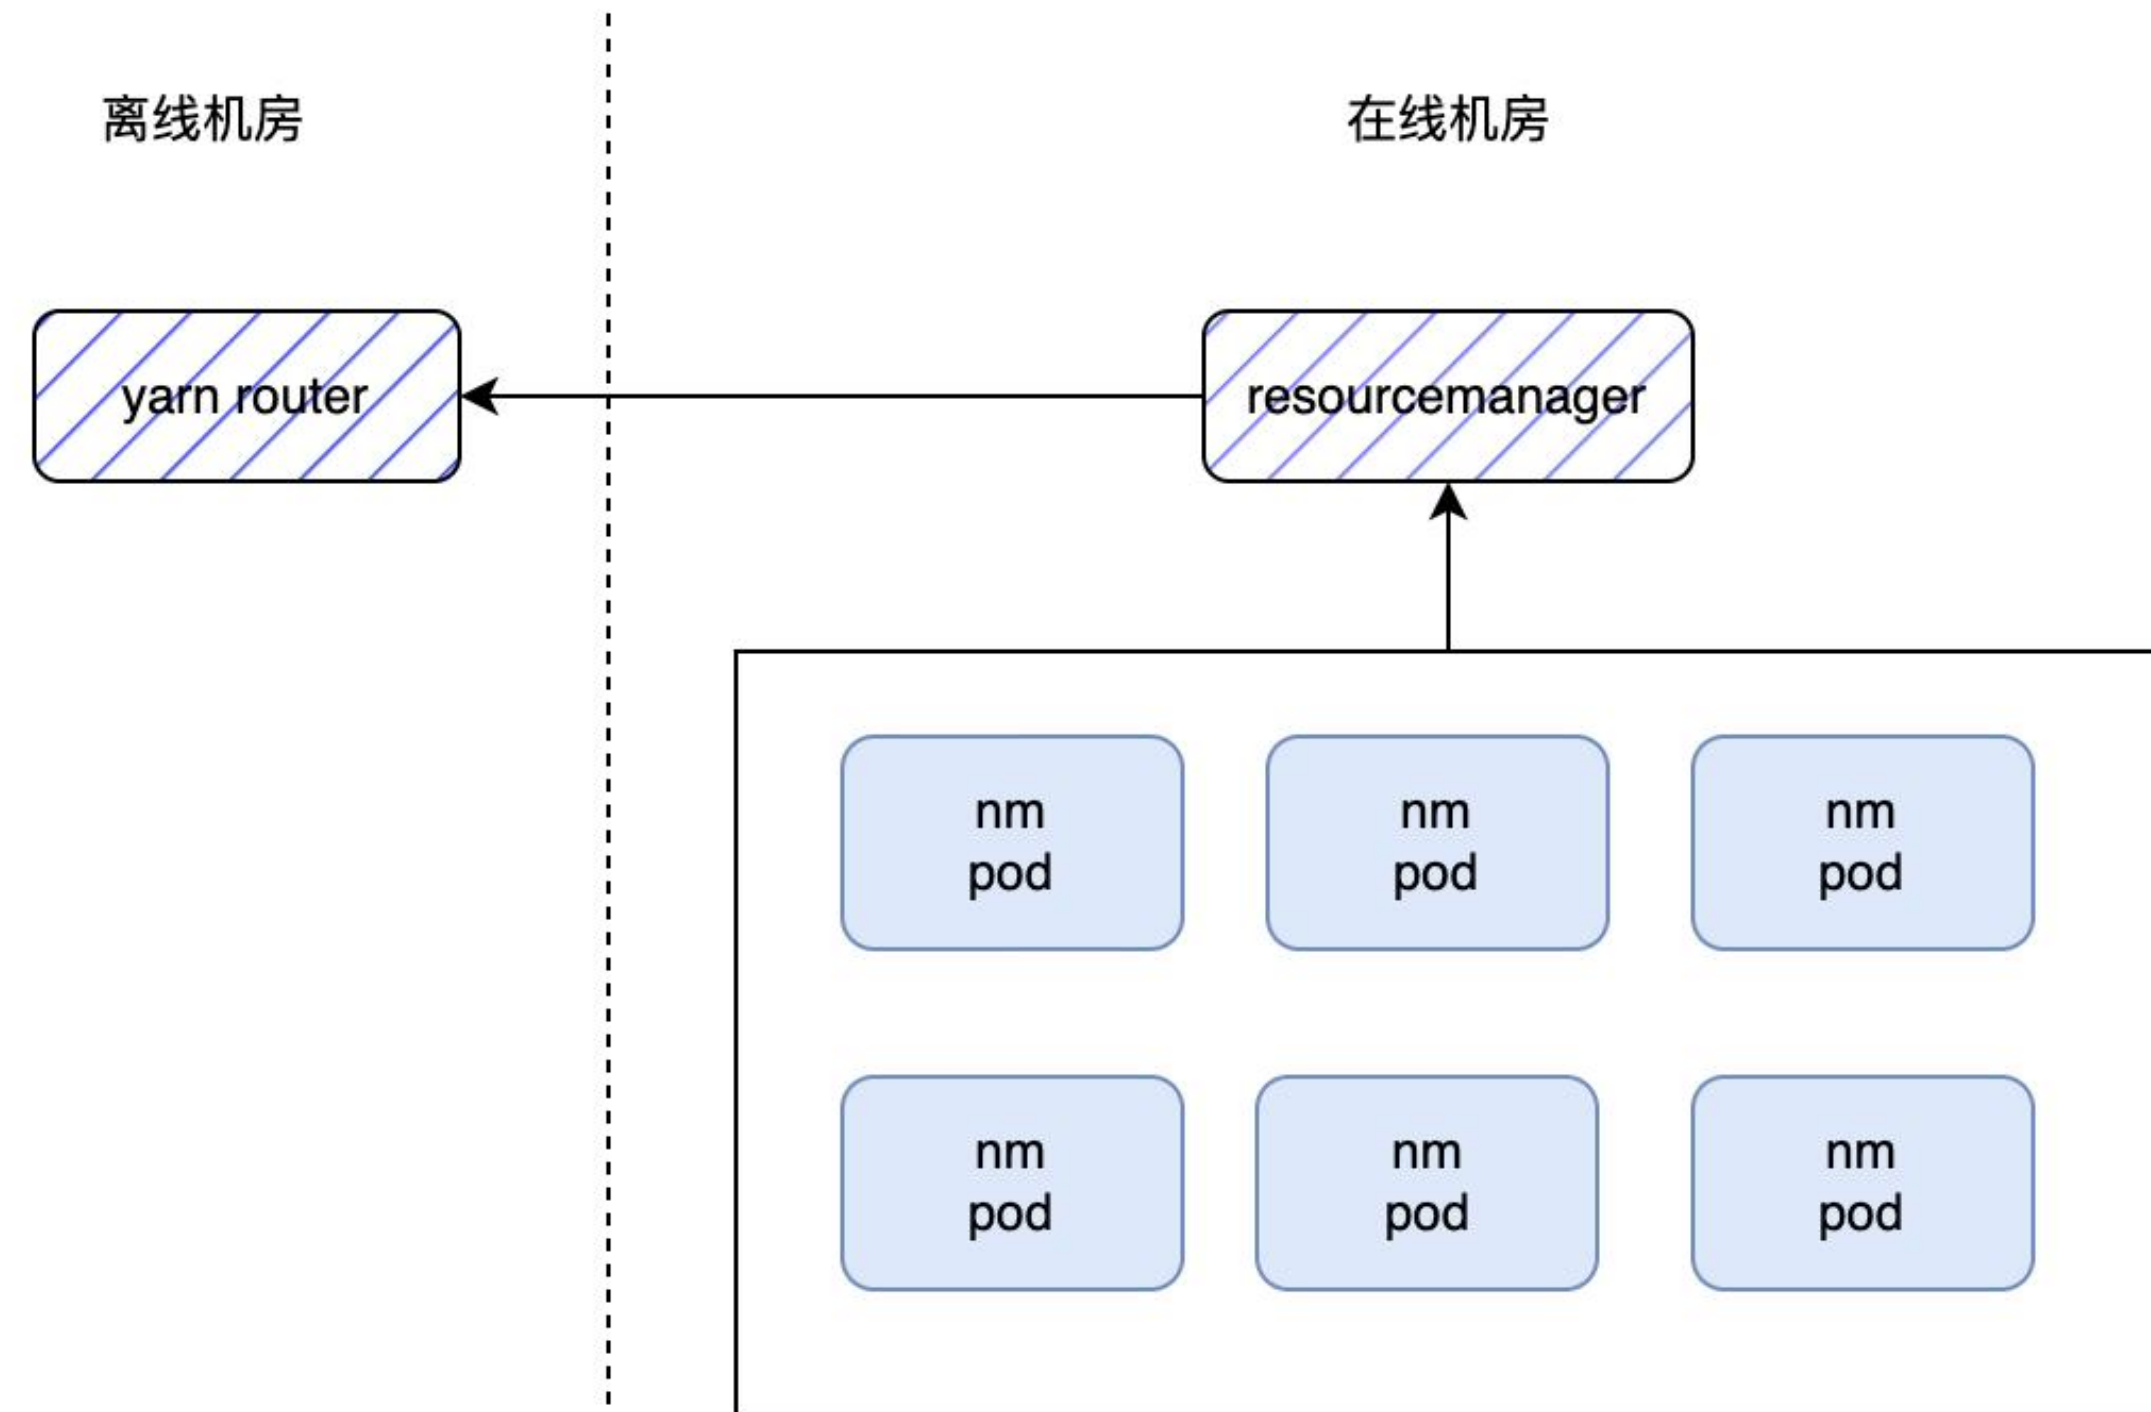 离线机房
在线机房
yarn router
resourcemanager
nm
pod
nm
pod
nm
pod
nm
pod
nm
pod
nm
pod